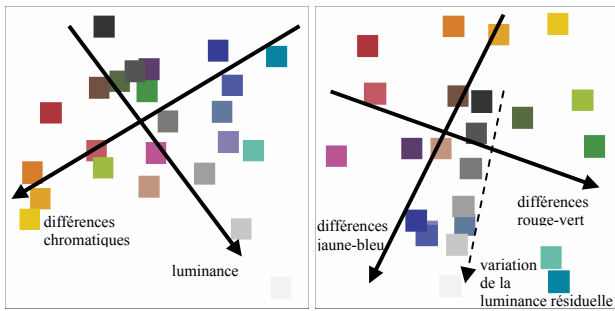 différences
chromatiques
luminance
différences
jaune-bleu
différences
rouge-vert
variation
de la
luminance résiduelle